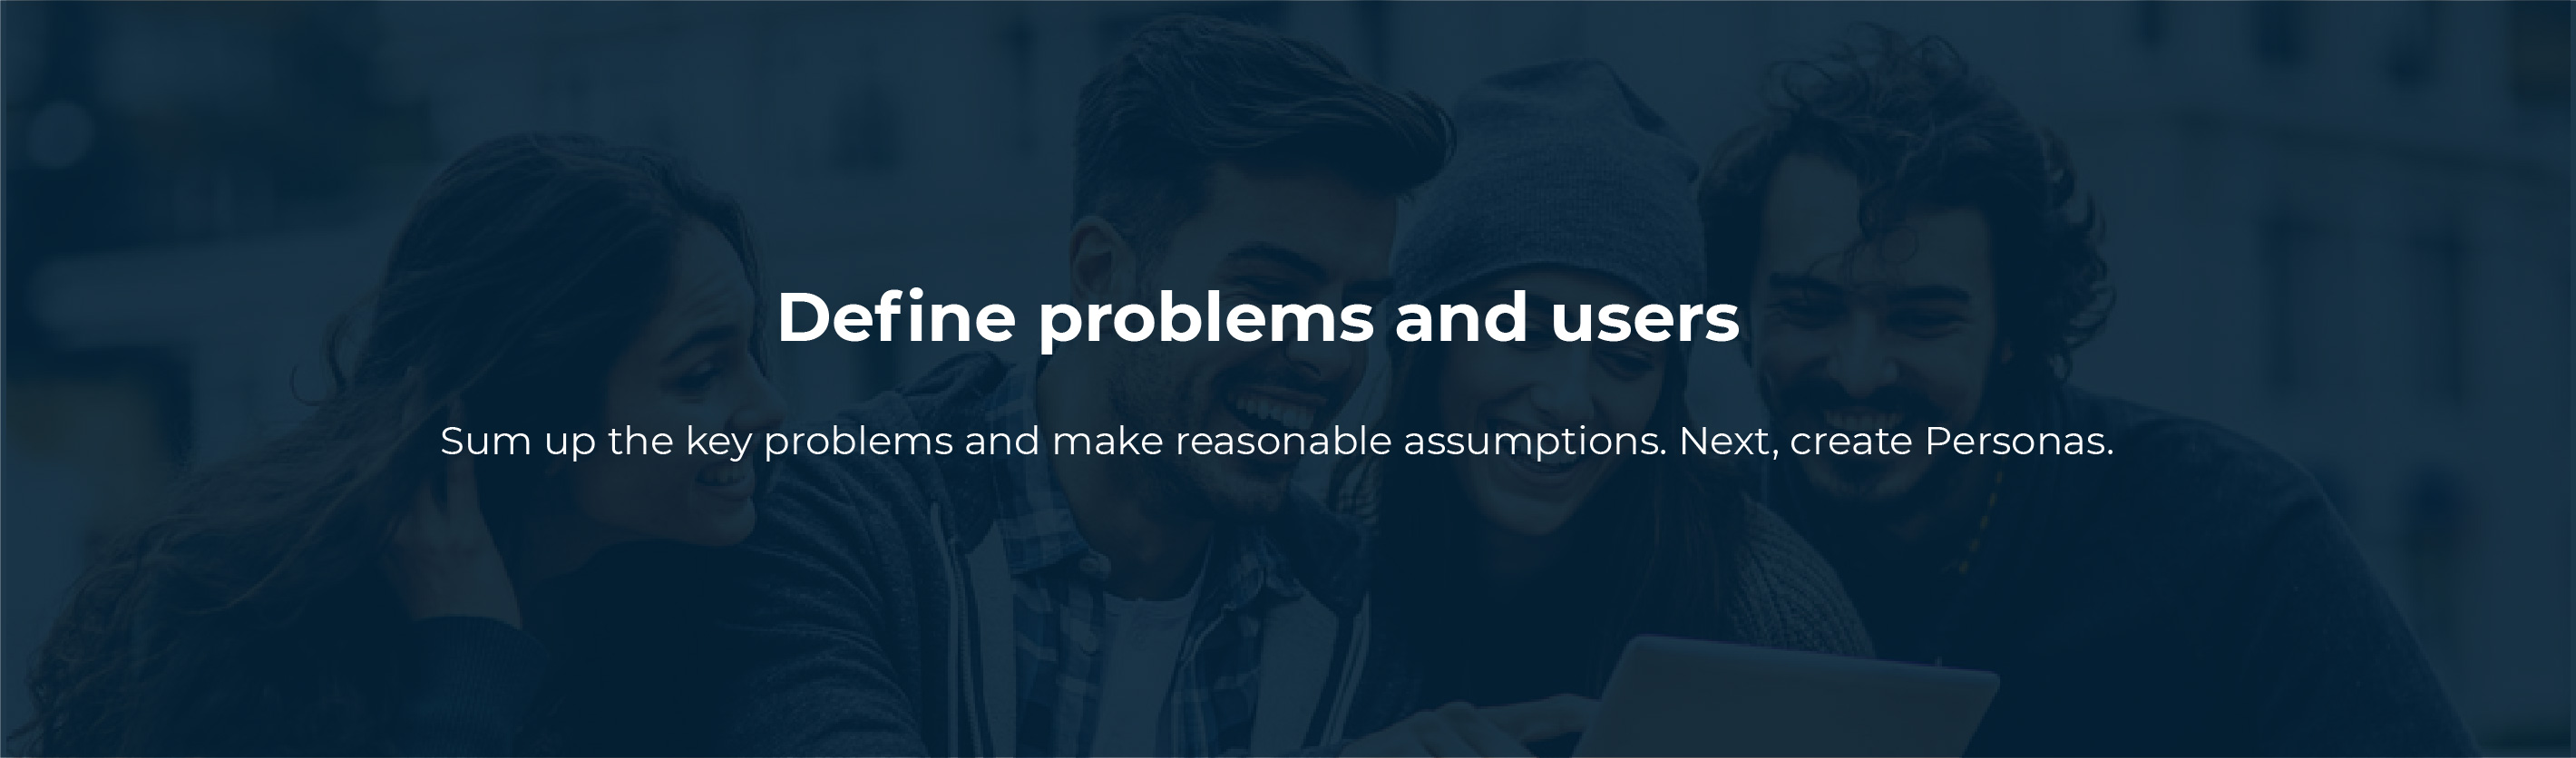 Define problems and users
Sum up the key problems and make reasonable assumptions. Next, create Personas.